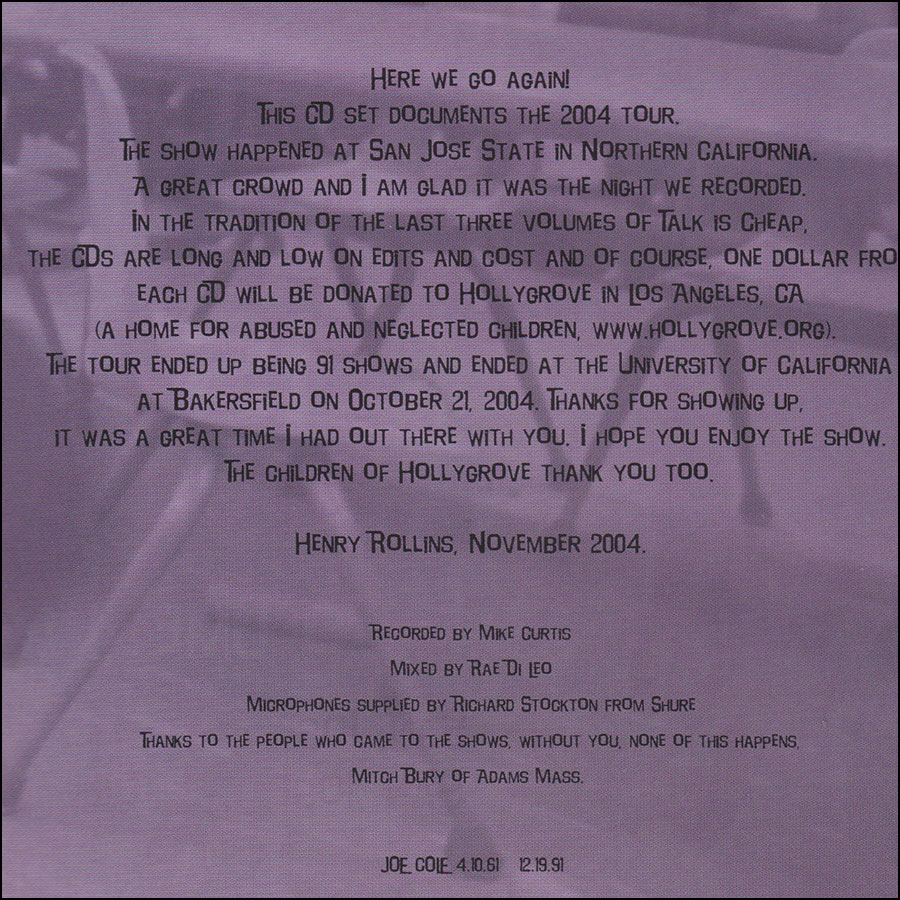 Here we go again!
This CD set documents the 2004 tour.
The show happened at San Jose State in Northern California.
A great crowd and I am glad it was the night we recorded.
In the tradition of the last three volumes of Talk is Cheap,
the CDs are long and low on edits and cost and of course, one dollar fro
each CD will be donated to Hollygrove in Los Angeles, CA
(a home for abused and neglected children, www.hollygrove.org).
The tour ended up being 91 shows and ended at the University of California
at Bakersfield on October 21, 2004. Thanks for showing up,
it was a great time I had out there with you. I hope you enjoy the show.
The children of Hollygrove thank you too.
Henry Rollins, November 2004.
Recorded by Mike Curtis
Mixed by Rae Di Leo
Microphones supplied by Richard Stockton from Shure
Thanks to the people who came to the shows, without you, none of this happens,
Mitch Bury of Adams Mass.
Joe Cole 4.10.61 12.19.91